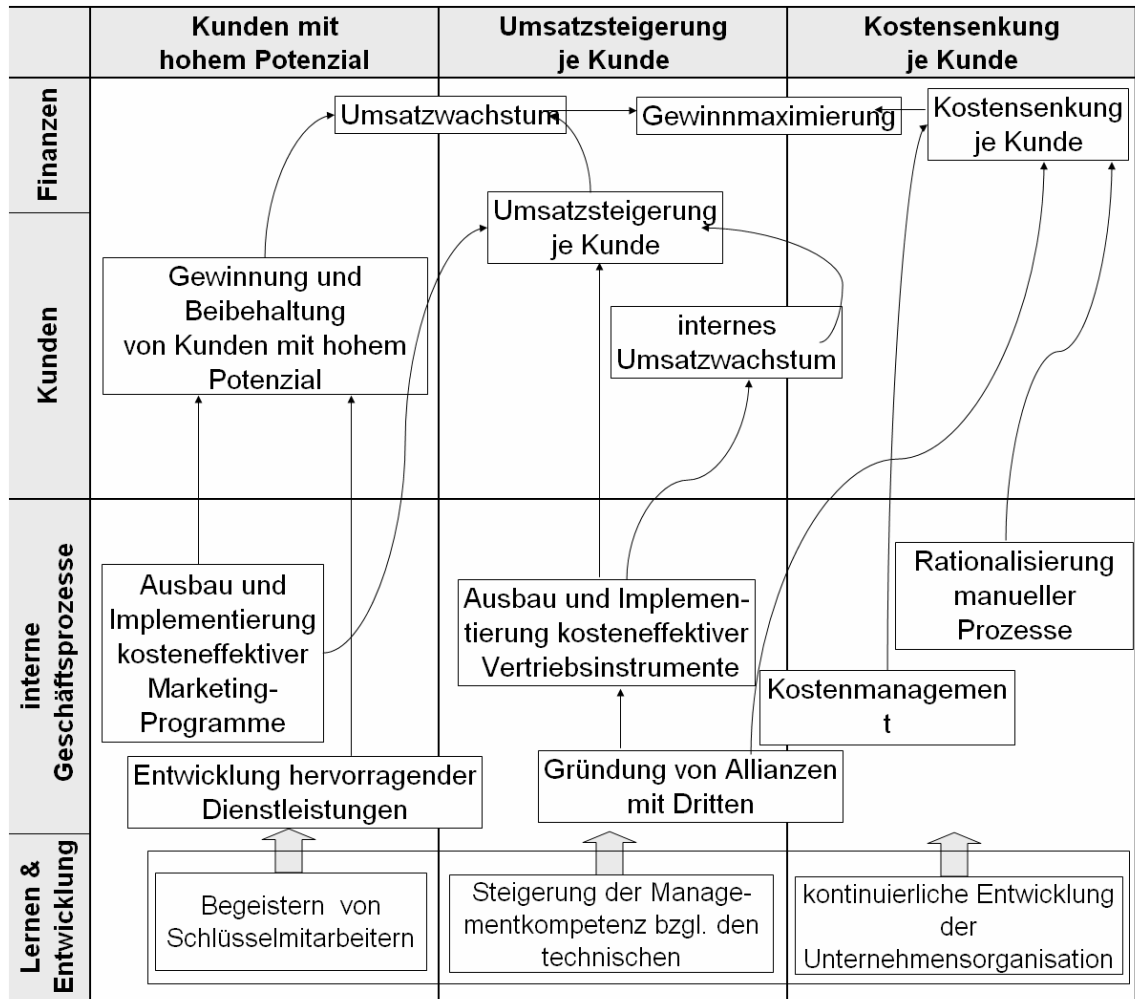 Kunden mit
hohem Potenzial
Umsatzsteigerung
je Kunde
Kostensenkung
je Kunde
Finanzen
Umsatzwachstum
Gewinnmaximierung
Kostensenkung
je Kunde
Kunden
Umsatzsteigerung
je Kunde
Gewinnung und
Beibehaltung
von Kunden mit hohem
Potenzial
internes
Umsatzwachstum
interne
Geschäftsprozesse
Ausbau und
Implementierung
kosteneffektiver
Marketing-
Programme
Ausbau und Implemen-
tierung kosteneffektiver
Vertriebsinstrumente
Rationalisierung
manueller
Prozesse
Kostenmanagemen
t
Entwicklung hervorragender
Dienstleistungen
Gründung von Allianzen
mit Dritten
Lernen &
Entwicklung
Begeistern von
Schlüsselmitarbeitern
Steigerung der Manage-
mentkompetenz bzgl. den
technischen
kontinuierliche Entwicklung
der
Unternehmensorganisation